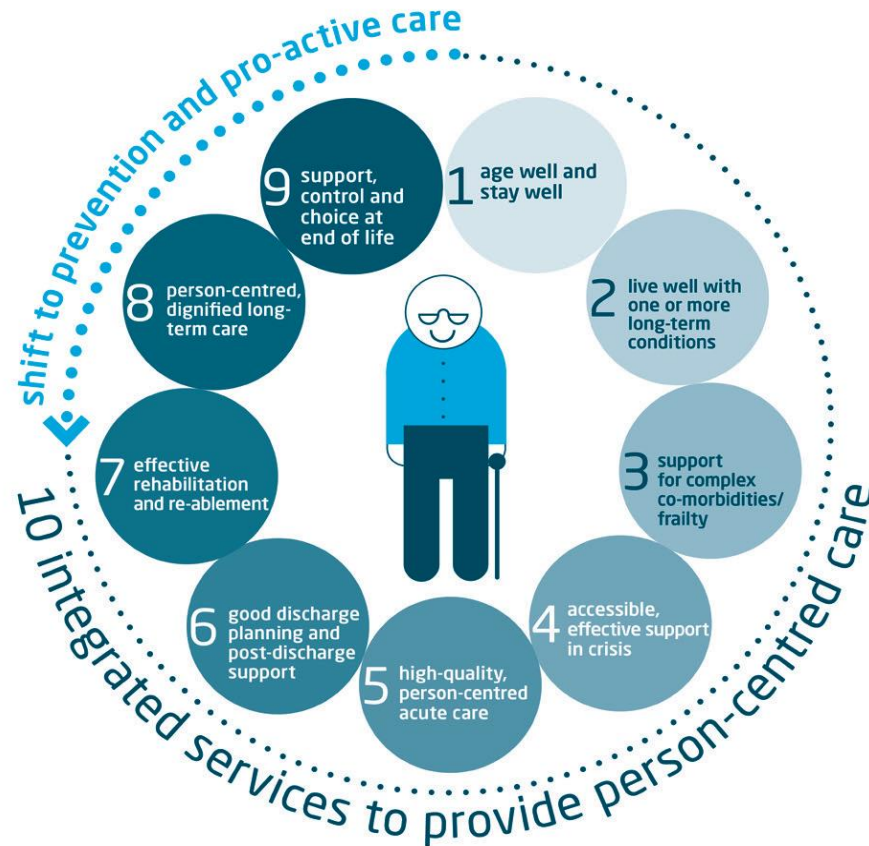 shift to prevention and pro-active care
1 age well and
stay well
2 live well with
one or more
long-term
conditions
3 support
for complex
co-morbidities/
frailty
4 accessible,
effective support
in crisis
5 high-quality,
person-centred
acute care
6 good discharge
planning and
post-discharge
support
7 effective
rehabilitation
and re-ablement
8 person-centred,
dignified long-
term care
9 support,
control and
choice at
end of life
10 integrated services to provide person-centred care